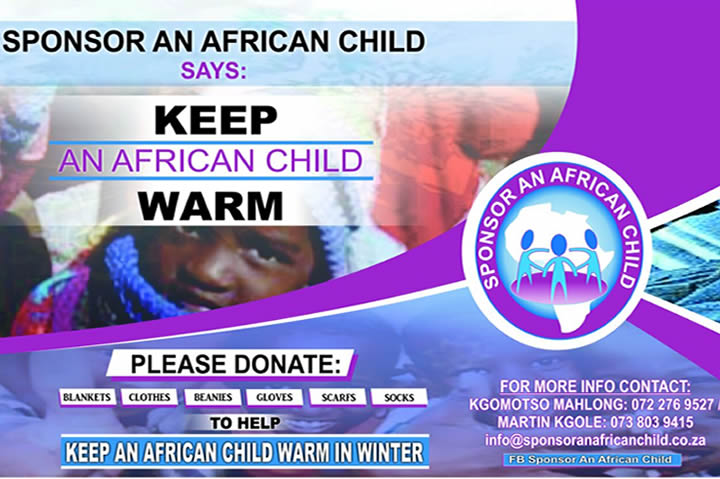 SPONSOR AN AFRICAN CHILD
SAYS:
KEEP
AN AFRICAN CHILD
WARM
SPONSOR AN AFRICAN CHILD
PLEASE DONATE:
BLANKETS CLOTHES BEANIES GLOVES SCARFS SOCKS
TO HELP
KEEP AN AFRICAN CHILD WARM IN WINTER
FOR MORE INFO CONTACT:
KGOMOTSO MAHLONG: 072 276 9527 /
MARTIN KGOLE: 073 803 9415
info@sponsoranafricanchild.co.za
FB Sponsor An African Child